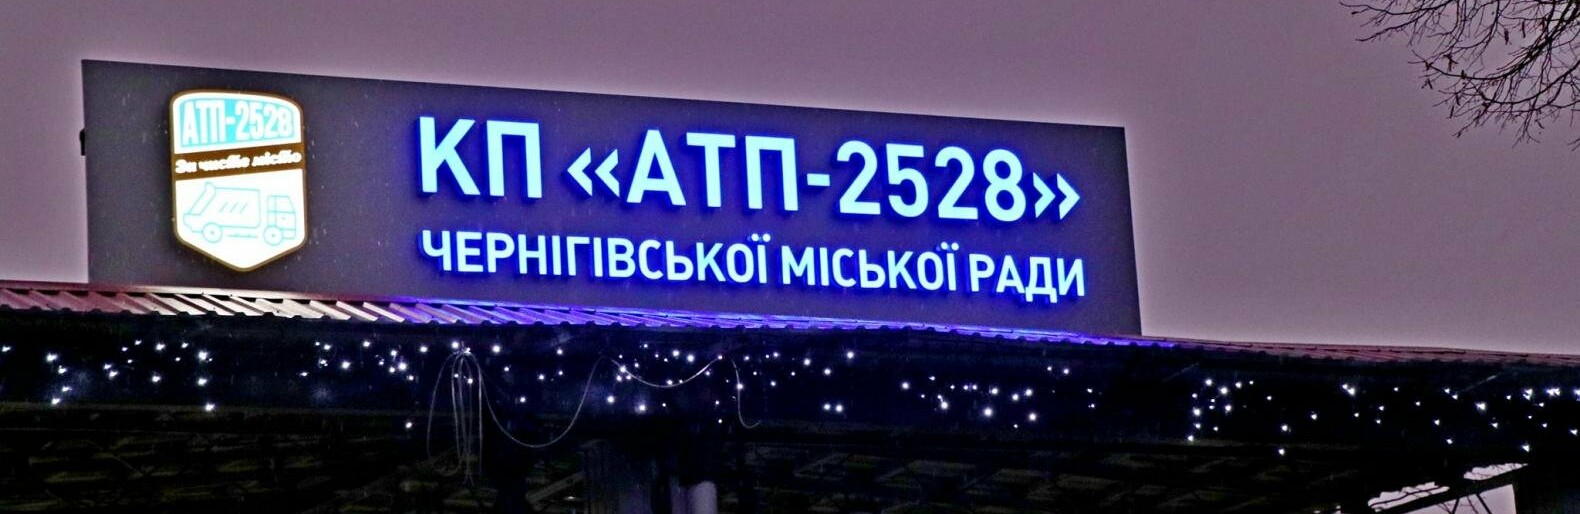 АТП-2528
За чисте місто
КП «АТП-2528»
ЧЕРНІГІВСЬКОЇ МІСЬКОЇ РАДИ